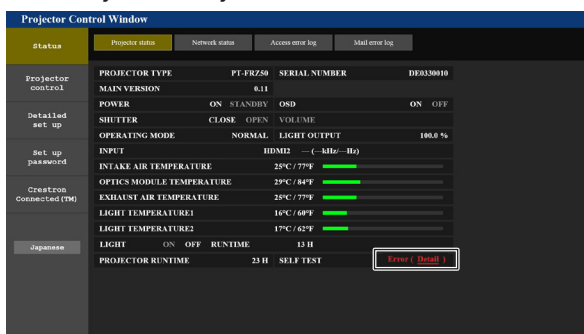 Projector Control Window
Status
Projector control
Detailed set up
Set up password
Crestron Connected(TM)
Japanese
Projector status Network status Access error log Mail error log
PROJECTOR TYPE PT-FRZ50 SERIAL NUMBER DE0330010
MAIN VERSION 0.11
POWER ON STANDBY OSD ON OFF
SHUTTER CLOSE OPEN VOLUME
OPERATING MODE NORMAL LIGHT OUTPUT 100.0 %
INPUT HDMI2 —(—kHz/—Hz)
INTAKE AIR TEMPERATURE 25°C / 77°F
OPTICS MODULE TEMPERATURE 29°C / 84°F
EXHAUST AIR TEMPERATURE 25°C / 77°F
LIGHT TEMPERATURE1 16°C / 60°F
LIGHT TEMPERATURE2 17°C / 62°F
LIGHT ON OFF RUNTIME 13 H
PROJECTOR RUNTIME 23 H SELF TEST Error ( Detail )